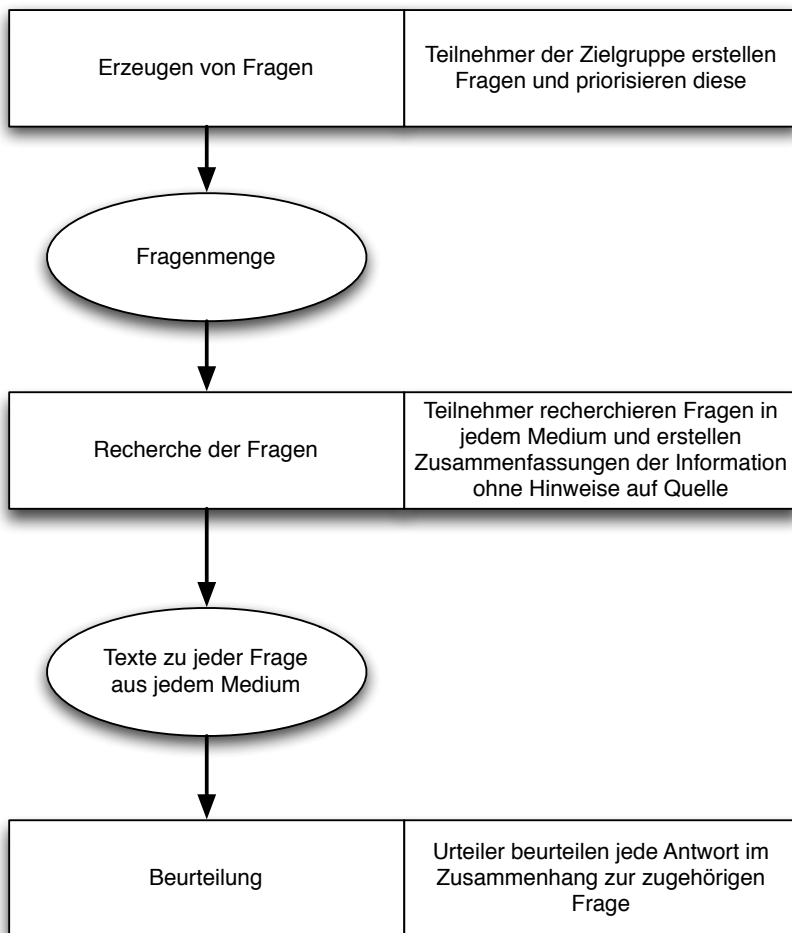 Erzeugen von Fragen
Teilnehmer der Zielgruppe erstellen
Fragen und priorisieren diese
Fragenmenge
Recherche der Fragen
Teilnehmer recherchieren Fragen in
jedem Medium und erstellen
Zusammenfassungen der Information
ohne Hinweise auf Quelle
Texte zu jeder Frage
aus jedem Medium
Beurteilung
Urteiler beurteilen jede Antwort im
Zusammenhang zur zugehörigen
Frage